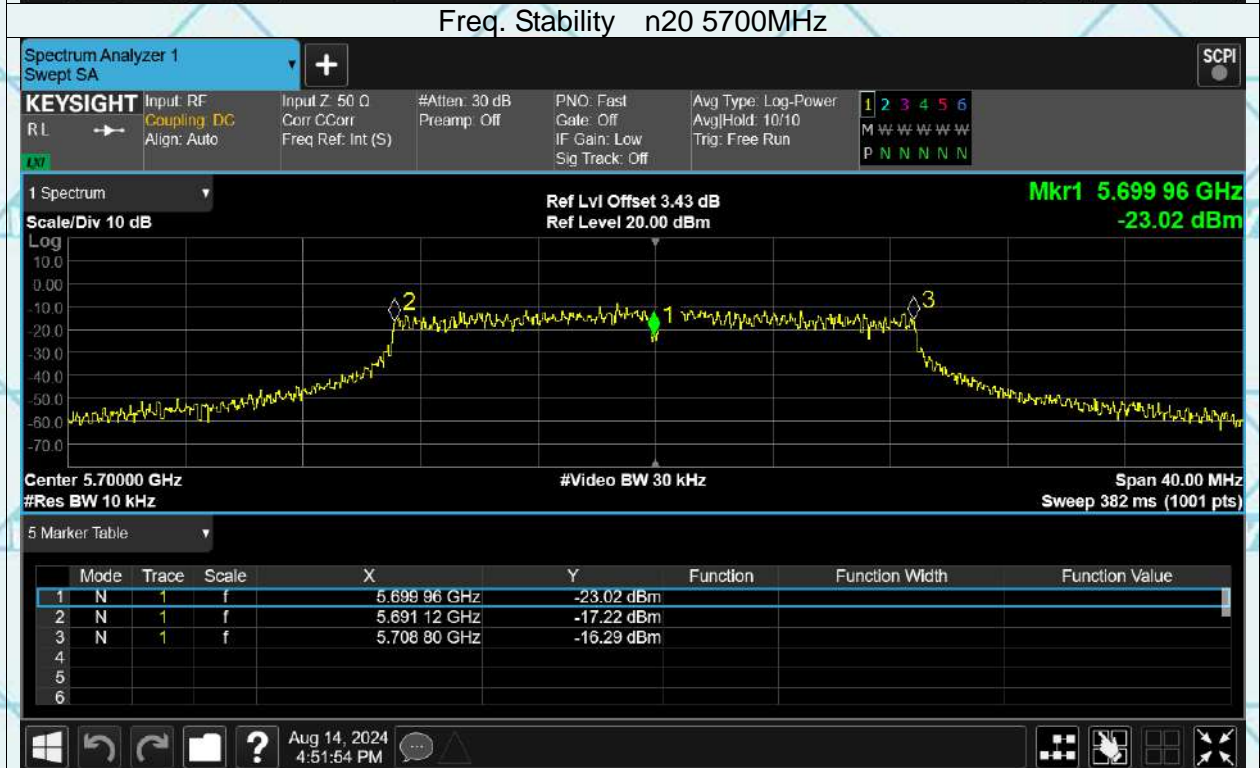 Freq. Stability n20 5700MHz
Spectrum Analyzer 1
Swept SA
+
SCPI
KEYSIGHT Input: RF Input Z: 50 Ω #Atten: 30 dB PNO: Fast Avg Type: Log-Power 1 2 3 4 5 6
RL Coupling: DC Corr CCorr Preamp: Off Gate: Off Avg|Hold: 10/10 M W W W W W
Align: Auto Freq Ref: Int (S) IF Gain: Low Trig: Free Run P N N N N N
LXI Sig Track: Off
1 Spectrum Ref Lvl Offset 3.43 dB Mkr1 5.699 96 GHz
Scale/Div 10 dB Ref Level 20.00 dBm -23.02 dBm
Log
10.0
0.00
-10.0
-20.0
-30.0
-40.0
-50.0
-60.0
-70.0
2 1 3
Center 5.70000 GHz #Video BW 30 kHz Span 40.00 MHz
#Res BW 10 kHz Sweep 382 ms (1001 pts)
5 Marker Table
Mode Trace Scale X Y Function Function Width Function Value
1 N 1 f 5.699 96 GHz -23.02 dBm
2 N 1 f 5.691 12 GHz -17.22 dBm
3 N 1 f 5.708 80 GHz -16.29 dBm
4
5
6
? Aug 14, 2024
4:51:54 PM